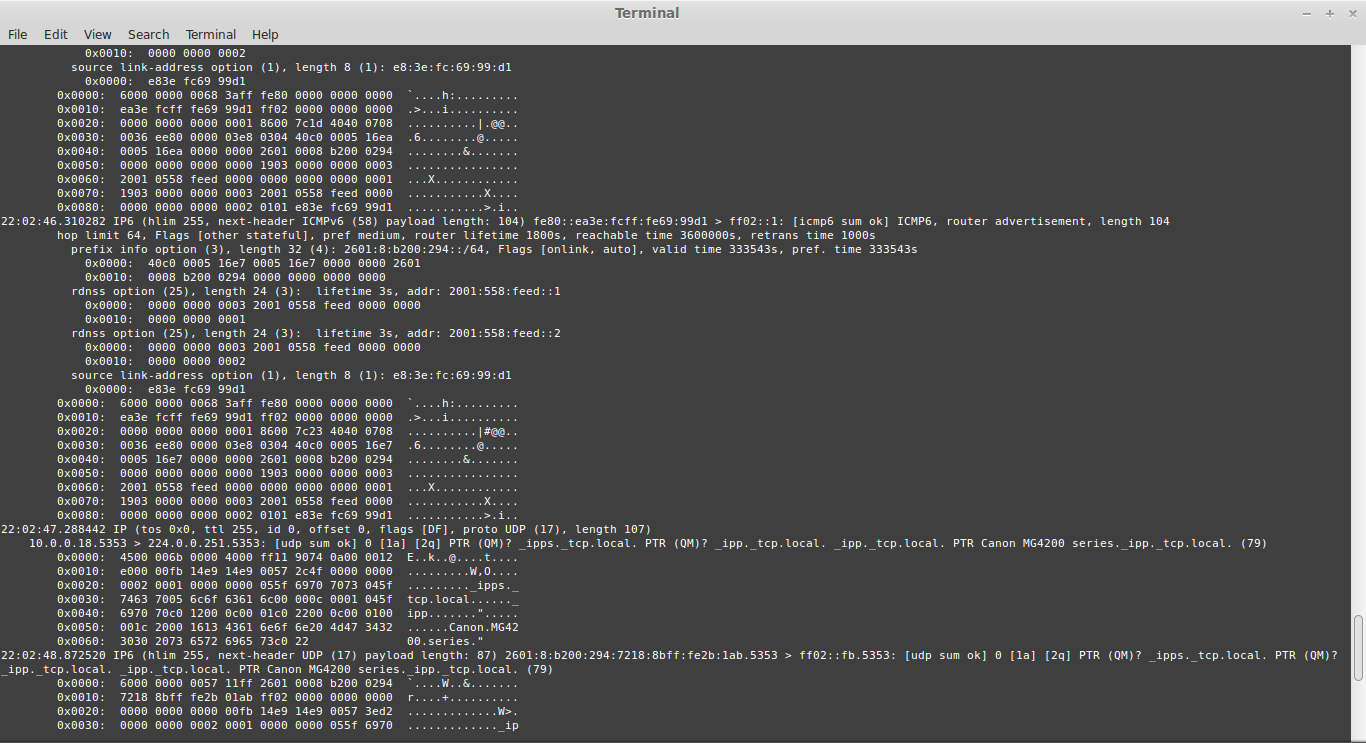 Terminal
File Edit View Search Terminal Help
0x0010: 0000 0000 0002
source link-address option (1), length 8 (1): e8:3e:fc:69:99:d1
0x0000: e83e fc69 99d1
0x0000: 6000 0000 0068 3aff fe80 0000 0000 0000 `....h:.........
0x0010: ea3e fcff fe69 99d1 ff02 0000 0000 0000 .>...i..........
0x0020: 0000 0000 0000 0001 8600 7c1d 4040 0708 ..........|.@@..
0x0030: 0036 ee80 0000 03e8 0304 40c0 0005 16ea .6........@.....
0x0040: 0005 16ea 0000 0000 2601 0008 b200 0294 ........&.......
0x0050: 0000 0000 0000 0000 1903 0000 0000 0003 ................
0x0060: 2001 0558 feed 0000 0000 0000 0000 0001 ...X............
0x0070: 1903 0000 0000 0003 2001 0558 feed 0000 ...........X....
0x0080: 0000 0000 0000 0002 0101 e83e fc69 99d1 ...........>.i..
22:02:46.310282 IP6 (hlim 255, next-header ICMPv6 (58) payload length: 104) fe80::ea3e:fcff:fe69:99d1 > ff02::1: [icmp6 sum ok] ICMP6, router advertisement, length 104
hop limit 64, Flags [other stateful], pref medium, router lifetime 1800s, reachable time 3600000s, retrans time 1000s
prefix info option (3), length 32 (4): 2601:8:b200:294::/64, Flags [onlink, auto], valid time 333543s, pref. time 333543s
0x0000: 40c0 0005 16e7 0005 16e7 0000 0000 2601
0x0010: 0008 b200 0294 0000 0000 0000 0000
rdnss option (25), length 24 (3): lifetime 3s, addr: 2001:558:feed::1
0x0000: 0000 0000 0003 2001 0558 feed 0000 0000
0x0010: 0000 0000 0001
rdnss option (25), length 24 (3): lifetime 3s, addr: 2001:558:feed::2
0x0000: 0000 0000 0003 2001 0558 feed 0000 0000
0x0010: 0000 0000 0002
source link-address option (1), length 8 (1): e8:3e:fc:69:99:d1
0x0000: e83e fc69 99d1
0x0000: 6000 0000 0068 3aff fe80 0000 0000 0000 `....h:.........
0x0010: ea3e fcff fe69 99d1 ff02 0000 0000 0000 .>...i..........
0x0020: 0000 0000 0000 0001 8600 7c23 4040 0708 ..........|#@@..
0x0030: 0036 ee80 0000 03e8 0304 40c0 0005 16e7 .6........@.....
0x0040: 0005 16e7 0000 0000 2601 0008 b200 0294 ........&.......
0x0050: 0000 0000 0000 0000 1903 0000 0000 0003 ................
0x0060: 2001 0558 feed 0000 0000 0000 0000 0001 ...X............
0x0070: 1903 0000 0000 0003 2001 0558 feed 0000 ...........X....
0x0080: 0000 0000 0000 0002 0101 e83e fc69 99d1 ...........>.i..
22:02:47.288442 IP (tos 0x0, ttl 255, id 0, offset 0, flags [DF], proto UDP (17), length 107)
10.0.0.18.5353 > 224.0.0.251.5353: [udp sum ok] 0 [1a] [2q] PTR (QM)? _ipps._tcp.local. PTR (QM)? _ipp._tcp.local. _ipp._tcp.local. PTR Canon MG4200 series._ipp._tcp.local. (79)
0x0000: 4500 006b 0000 4000 ff11 9074 0a00 0012 E..k..@....t....
0x0010: e000 00fb 14e9 14e9 0057 2c4f 0000 0000 .........W,O....
0x0020: 0002 0001 0000 0000 055f 6970 7073 045f ........._ipps._
0x0030: 7463 7005 6c6f 6361 6c00 000c 0001 045f tcp.local......_
0x0040: 6970 70c0 1200 0c00 01c0 2200 0c00 0100 ipp.......".....
0x0050: 001c 2000 1613 4361 6e6f 6e20 4d47 3432 ......Canon.MG42
0x0060: 3030 2073 6572 6965 73c0 22 00.series."
22:02:48.872520 IP6 (hlim 255, next-header UDP (17) payload length: 87) 2601:8:b200:294:7218:8bff:fe2b:1ab.5353 > ff02::fb.5353: [udp sum ok] 0 [1a] [2q] PTR (QM)? _ipps._tcp.local. PTR (QM)?
_ipp._tcp.local. _ipp._tcp.local. PTR Canon MG4200 series._ipp._tcp.local. (79)
0x0000: 6000 0000 0057 11ff 2601 0008 b200 0294 `....W..&.......
0x0010: 7218 8bff fe2b 01ab ff02 0000 0000 0000 r....+..........
0x0020: 0000 0000 0000 00fb 14e9 14e9 0057 3ed2 .............W>.
0x0030: 0000 0000 0002 0001 0000 0000 055f 6970 ............._ip